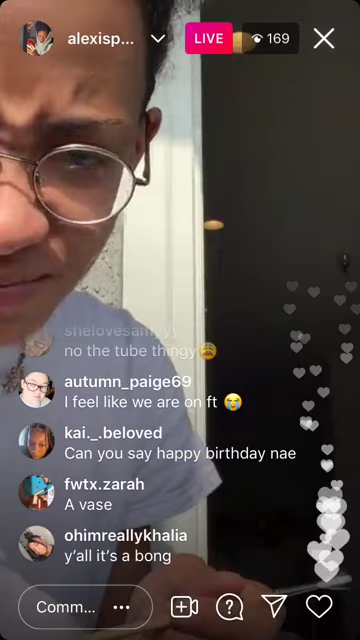 alexisp...
LIVE
169
shelovesamyyy
no the tube thingy😩
autumn_paige69
I feel like we are on ft 😭
kai._.beloved
Can you say happy birthday nae
fwtx.zarah
A vase
ohimreallykhalia
y'all it's a bong
Comm...